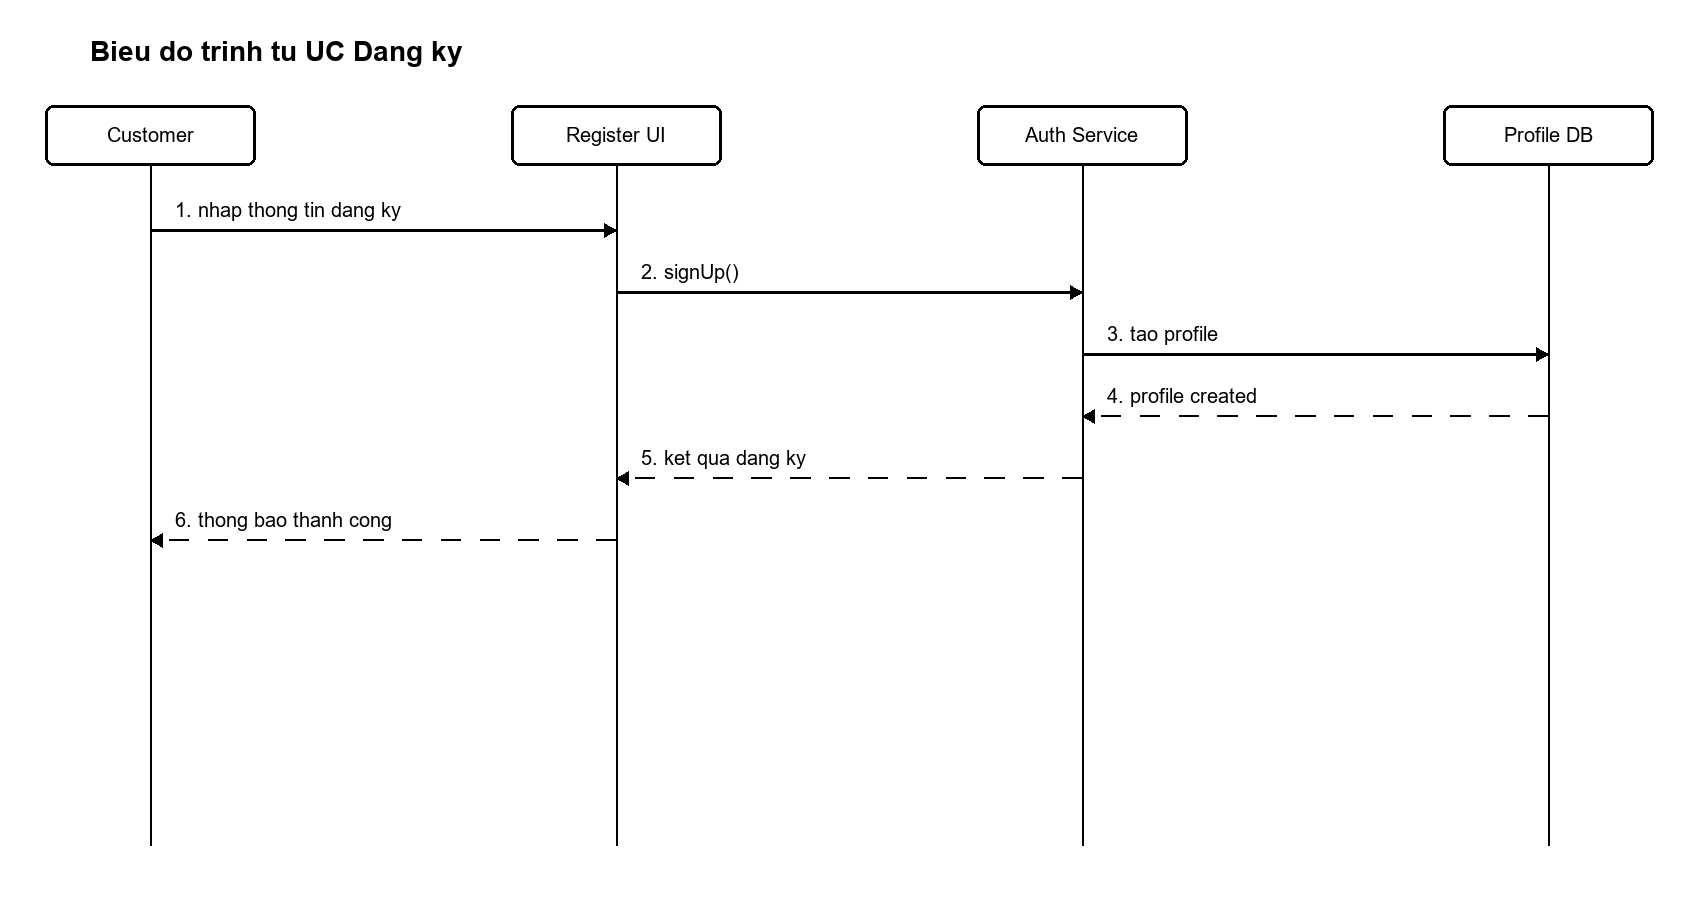 Bieu do trinh tu UC Dang ky
Customer
Register UI
Auth Service
Profile DB
1. nhap thong tin dang ky
2. signUp()
3. tao profile
4. profile created
5. ket qua dang ky
6. thong bao thanh cong